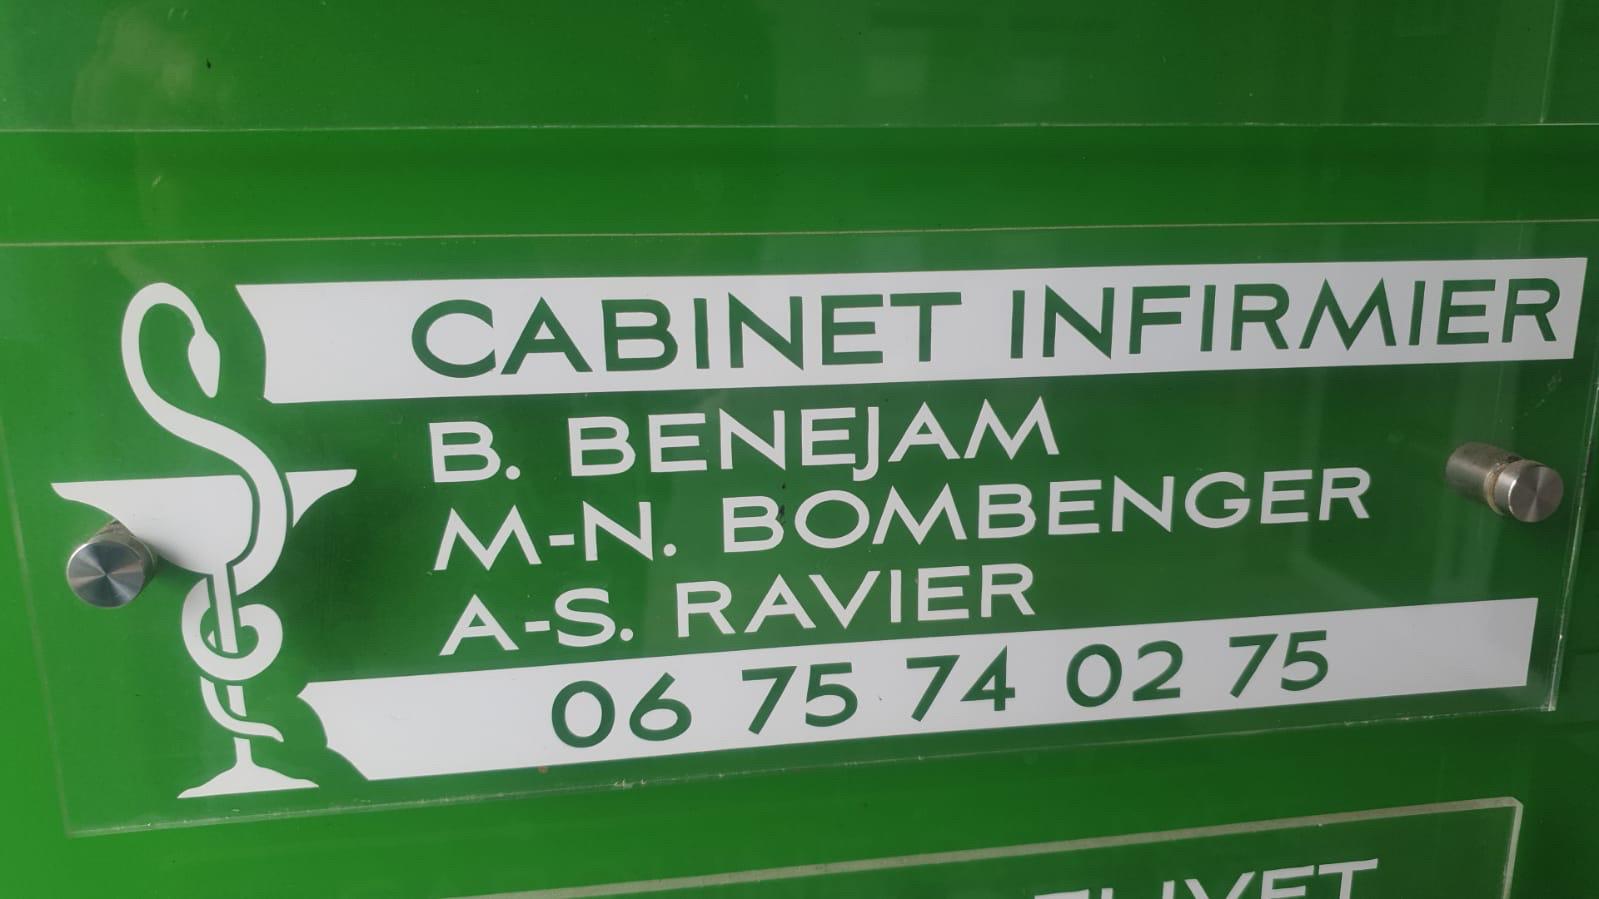 CABINET INFIRMIER
B. BENEJAM
M-N. BOMBENGER
A-S. RAVIER
06 75 74 02 75